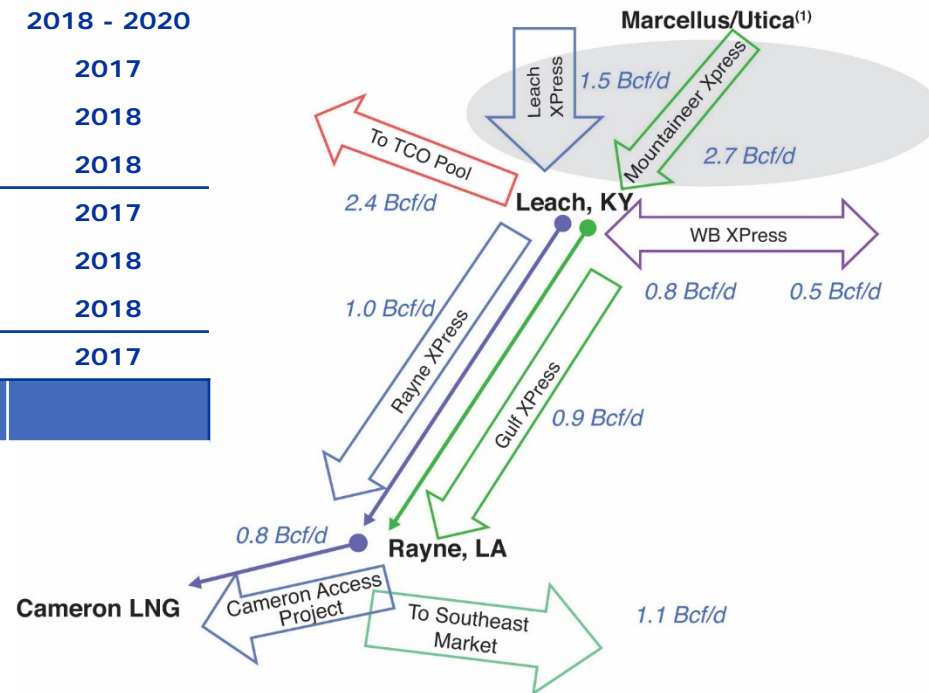 2018 - 2020
2017
2018
2018
2017
2018
2018
2017
Marcellus/Utica(1)
Leach
XPress
1.5 Bcf/d
Mountaineer Xpress
2.7 Bcf/d
To TCO Pool
2.4 Bcf/d
Leach, KY
WB XPress
0.8 Bcf/d
0.5 Bcf/d
1.0 Bcf/d
Rayne XPress
Gulf XPress
0.9 Bcf/d
0.8 Bcf/d
Rayne, LA
Cameron LNG
Cameron Access
Project
To Southeast
Market
1.1 Bcf/d